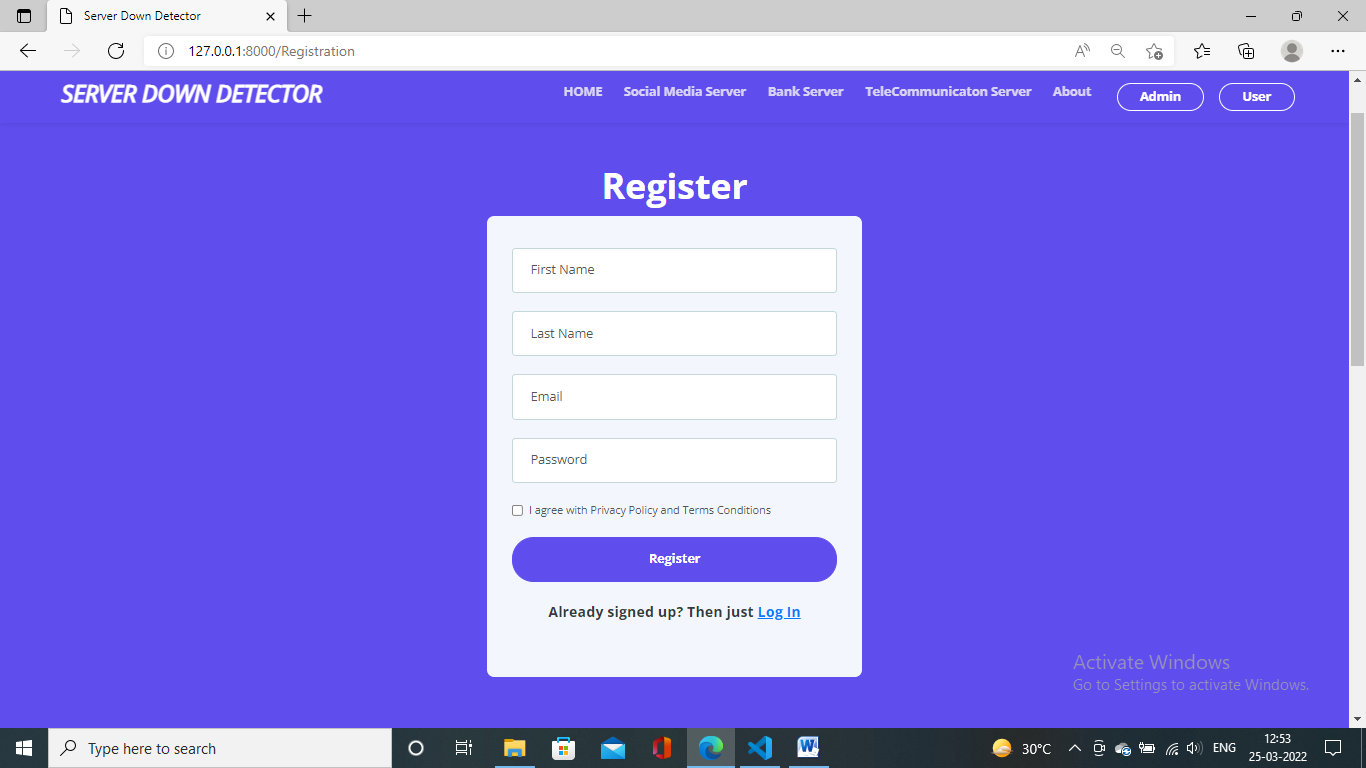 Server Down Detector
127.0.0.1:8000/Registration
SERVER DOWN DETECTOR
HOME Social Media Server Bank Server TeleCommunicaton Server About Admin User
Register
First Name
Last Name
Email
Password
I agree with Privacy Policy and Terms Conditions
Register
Already signed up? Then just Log In
Activate Windows
Go to Settings to activate Windows.
Type here to search
30°C
ENG
12:53
25-03-2022